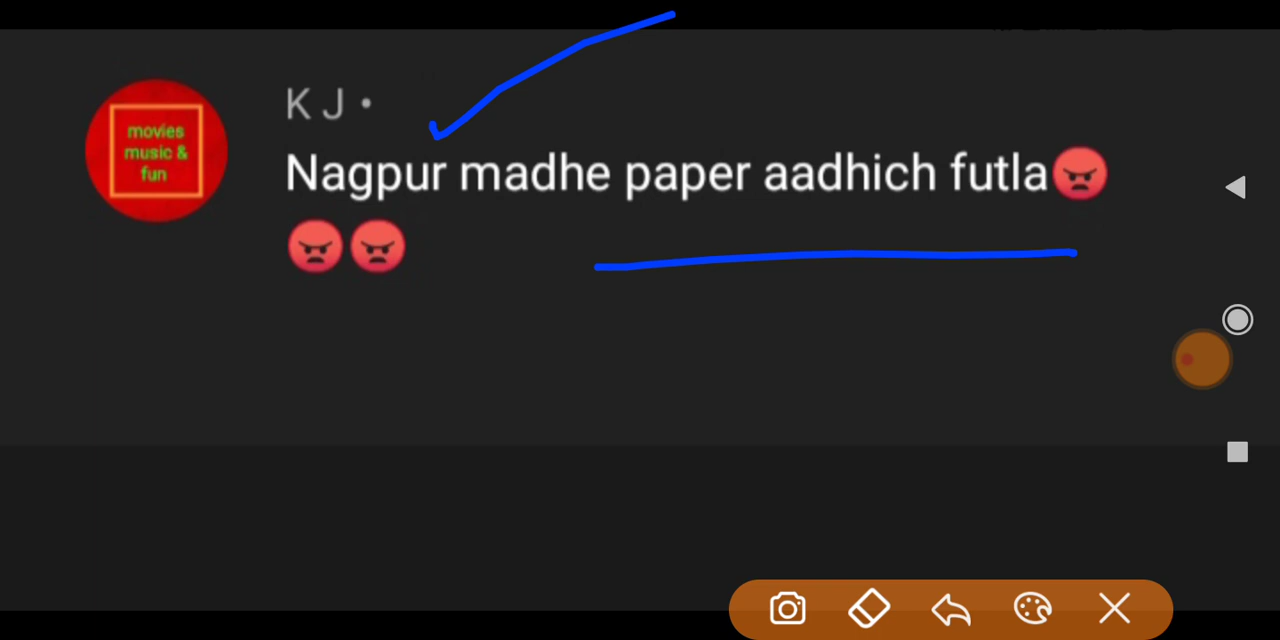 movies
music &
fun
K J •
Nagpur madhe paper aadhich futla😡
😡😡